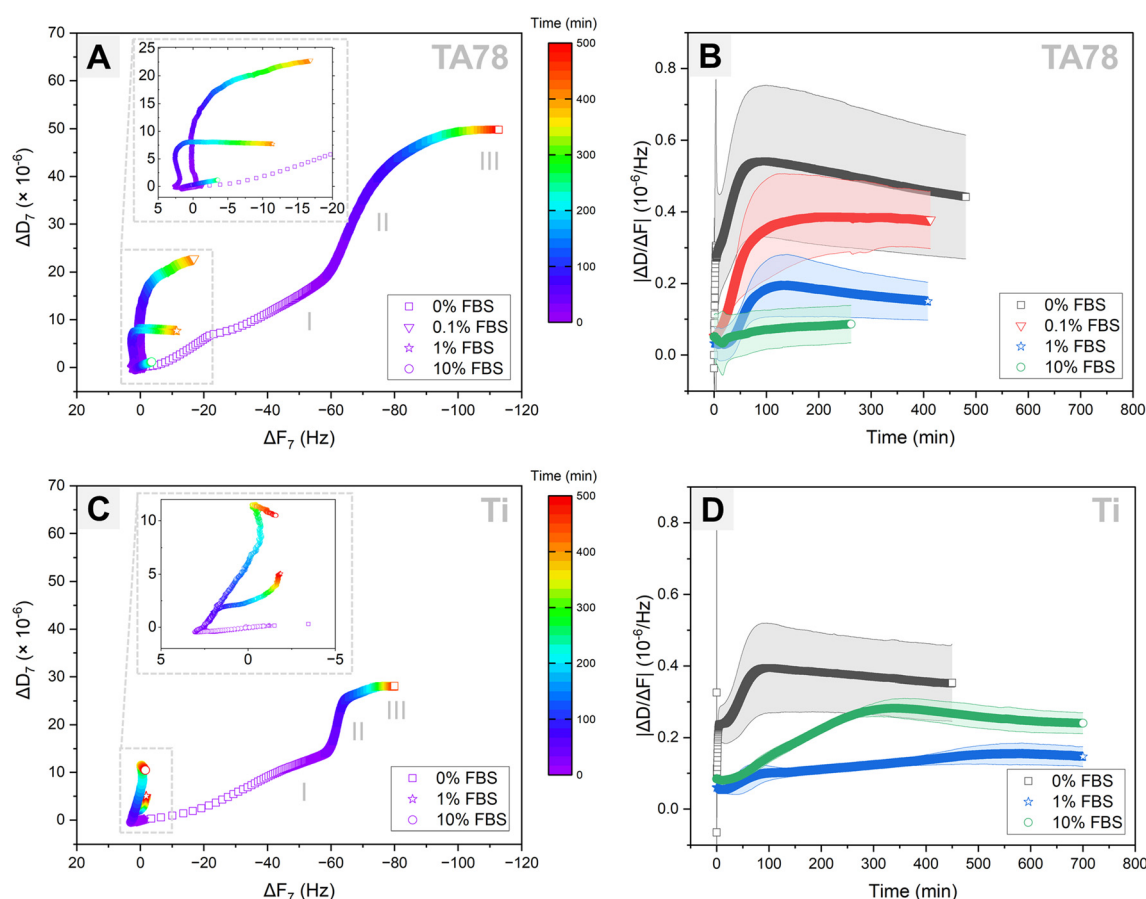 A
TA78
ΔD₇ (× 10⁻⁶)
70
60
50
40
30
20
10
0
25
20
15
10
5
0
5
0
−5
−10
−15
−20
I
II
III
0% FBS
0.1% FBS
1% FBS
10% FBS
20
0
−20
−40
−60
−80
−100
−120
ΔF₇ (Hz)
Time (min)
500
400
300
200
100
0
B
TA78
|ΔD/ΔF| (10⁻⁶/Hz)
0.8
0.6
0.4
0.2
0.0
0% FBS
0.1% FBS
1% FBS
10% FBS
0
100
200
300
400
500
600
700
800
Time (min)
C
Ti
ΔD₇ (× 10⁻⁶)
70
60
50
40
30
20
10
0
10
5
0
5
0
−5
I
II
III
0% FBS
1% FBS
10% FBS
20
0
−20
−40
−60
−80
−100
−120
ΔF₇ (Hz)
Time (min)
500
400
300
200
100
0
D
Ti
|ΔD/ΔF| (10⁻⁶/Hz)
0.8
0.6
0.4
0.2
0.0
0% FBS
1% FBS
10% FBS
0
100
200
300
400
500
600
700
800
Time (min)